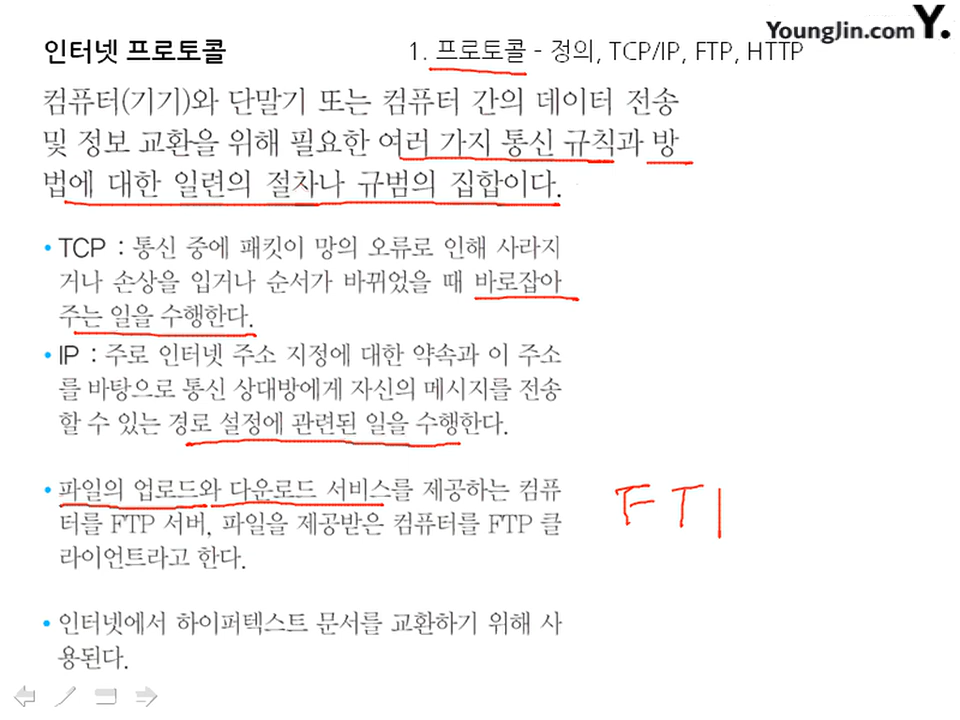 YoungJin.com Y.
인터넷 프로토콜 1. 프로토콜 - 정의, TCP/IP, FTP, HTTP
컴퓨터(기기)와 단말기 또는 컴퓨터 간의 데이터 전송
및 정보 교환을 위해 필요한 여러 가지 통신 규칙과 방
법에 대한 일련의 절차나 규범의 집합이다.
• TCP : 통신 중에 패킷이 망의 오류로 인해 사라지
거나 손상을 입거나 순서가 바뀌었을 때 바로잡아
주는 일을 수행한다.
• IP : 주로 인터넷 주소 지정에 대한 약속과 이 주소
를 바탕으로 통신 상대방에게 자신의 메시지를 전송
할 수 있는 경로 설정에 관련된 일을 수행한다.
• 파일의 업로드와 다운로드 서비스를 제공하는 컴퓨
터를 FTP 서버, 파일을 제공받은 컴퓨터를 FTP 클
라이언트라고 한다.
FT|
• 인터넷에서 하이퍼텍스트 문서를 교환하기 위해 사
용된다.